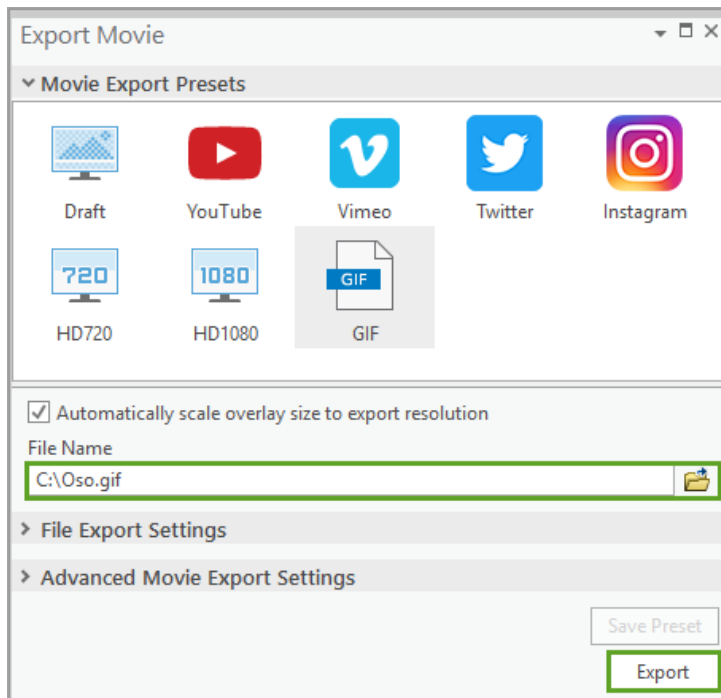 Export Movie
Movie Export Presets
Draft YouTube Vimeo Twitter Instagram
720 1080 GIF
HD720 HD1080 GIF
Automatically scale overlay size to export resolution
File Name
C:\Oso.gif
File Export Settings
Advanced Movie Export Settings
Save Preset
Export